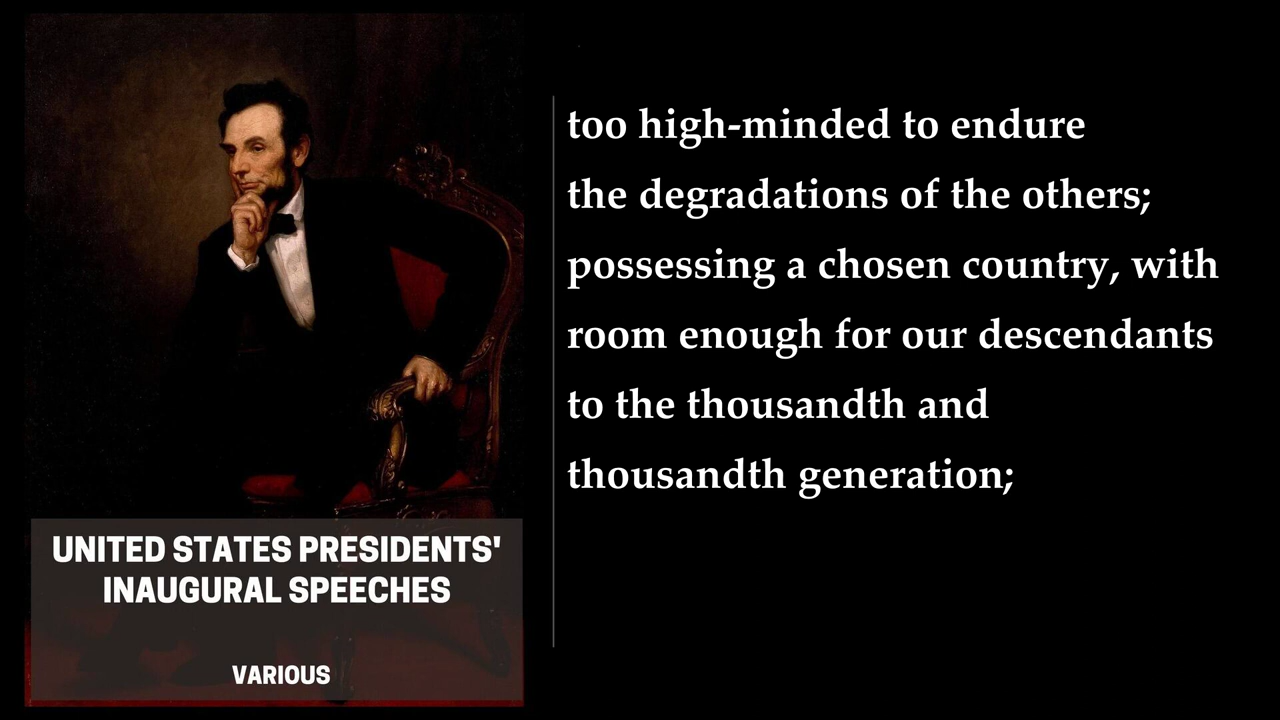 too high-minded to endure
the degradations of the others;
possessing a chosen country, with
room enough for our descendants
to the thousandth and
thousandth generation;
UNITED STATES PRESIDENTS'
INAUGURAL SPEECHES
VARIOUS